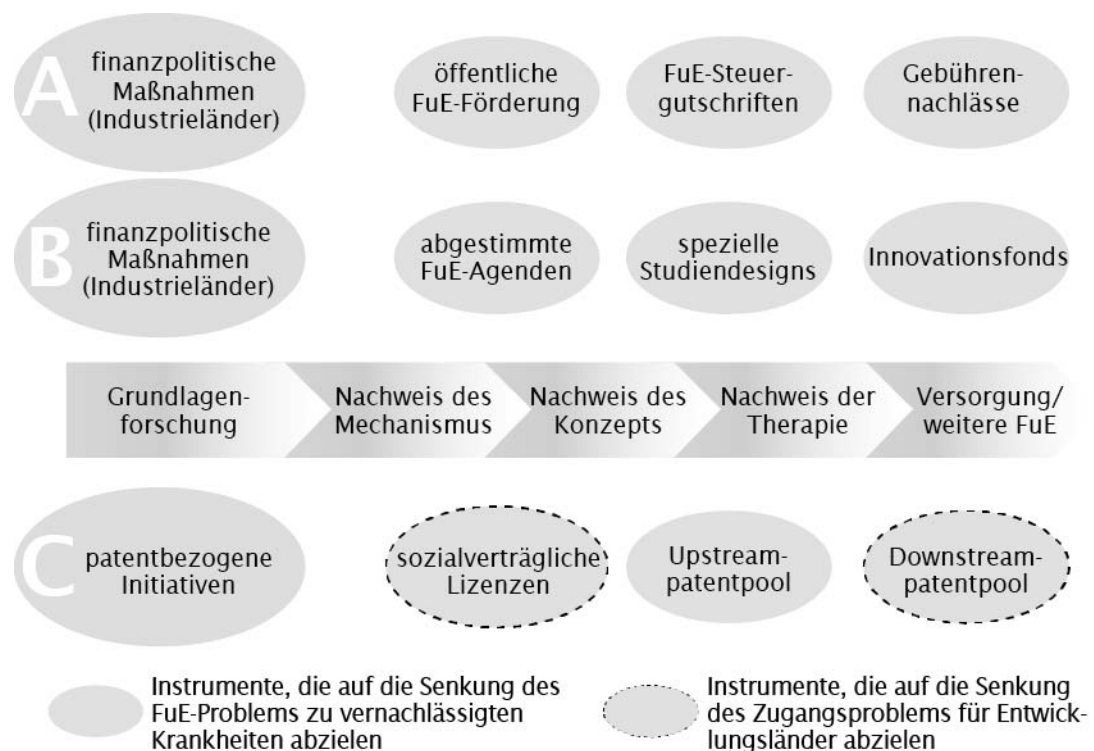 A
finanzpolitische
Maßnahmen
(Industrieländer)
öffentliche
FuE-Förderung
FuE-Steuer-
gutschriften
Gebühren-
nachlässe
B
finanzpolitische
Maßnahmen
(Industrieländer)
abgestimmte
FuE-Agenden
spezielle
Studiendesigns
Innovationsfonds
Grundlagen-
forschung
Nachweis des
Mechanismus
Nachweis des
Konzepts
Nachweis der
Therapie
Versorgung/
weitere FuE
C
patentbezogene
Initiativen
sozialverträgliche
Lizenzen
Upstream-
patentpool
Downstream-
patentpool
Instrumente, die auf die Senkung des
FuE-Problems zu vernachlässigten
Krankheiten abzielen
Instrumente, die auf die Senkung
des Zugangsproblems für Entwick-
lungsländer abzielen